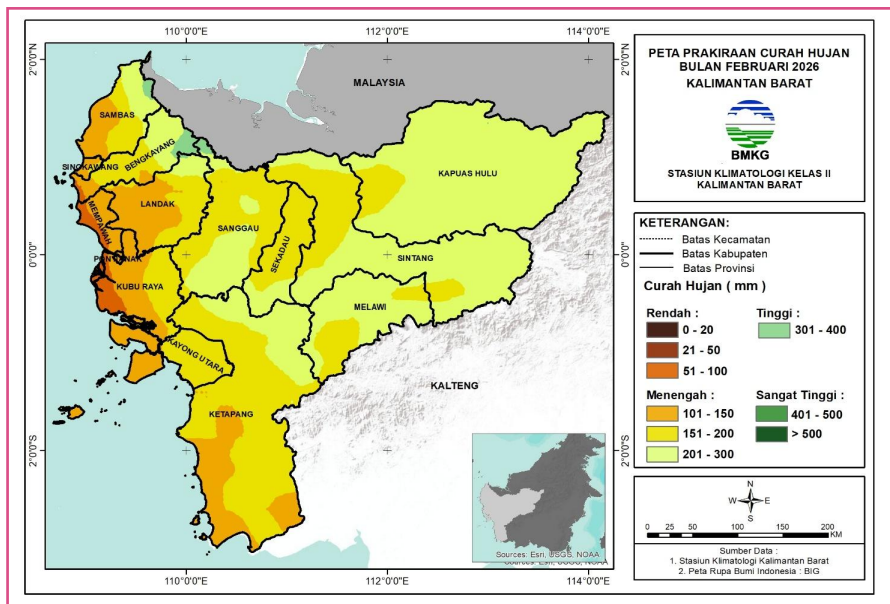 110°0'0"E
112°0'0"E
114°0'0"E
2°0'0"N
0°0'0"
2°0'0"S
2°0'0"N
0°0'0"
2°0'0"S
110°0'0"E
112°0'0"E
114°0'0"E
MALAYSIA
SAMBAS
SINGKAWANG
BENGKAYANG
KAPUAS HULU
MEMPAWAH
LANDAK
SANGGAU
SEKADAU
PONTIANAK
SINTANG
KUBU RAYA
MELAWI
KAYONG UTARA
KALTENG
KETAPANG
Sources: Esri, USGS, NOAA
Sources: Esri, USGS, NOAA
PETA PRAKIRAAN CURAH HUJAN
BULAN FEBRUARI 2026
KALIMANTAN BARAT
BMKG
STASIUN KLIMATOLOGI KELAS II
KALIMANTAN BARAT
KETERANGAN:
Batas Kecamatan
Batas Kabupaten
Batas Provinsi
Curah Hujan ( mm )
Rendah :
0 - 20
21 - 50
51 - 100
Tinggi :
301 - 400
Menengah :
101 - 150
151 - 200
201 - 300
Sangat Tinggi :
401 - 500
> 500
N
W E
S
0 25 50 100 150 200
KM
Sumber Data :
1. Stasiun Klimatologi Kalimantan Barat
2. Peta Rupa Bumi Indonesia : BIG